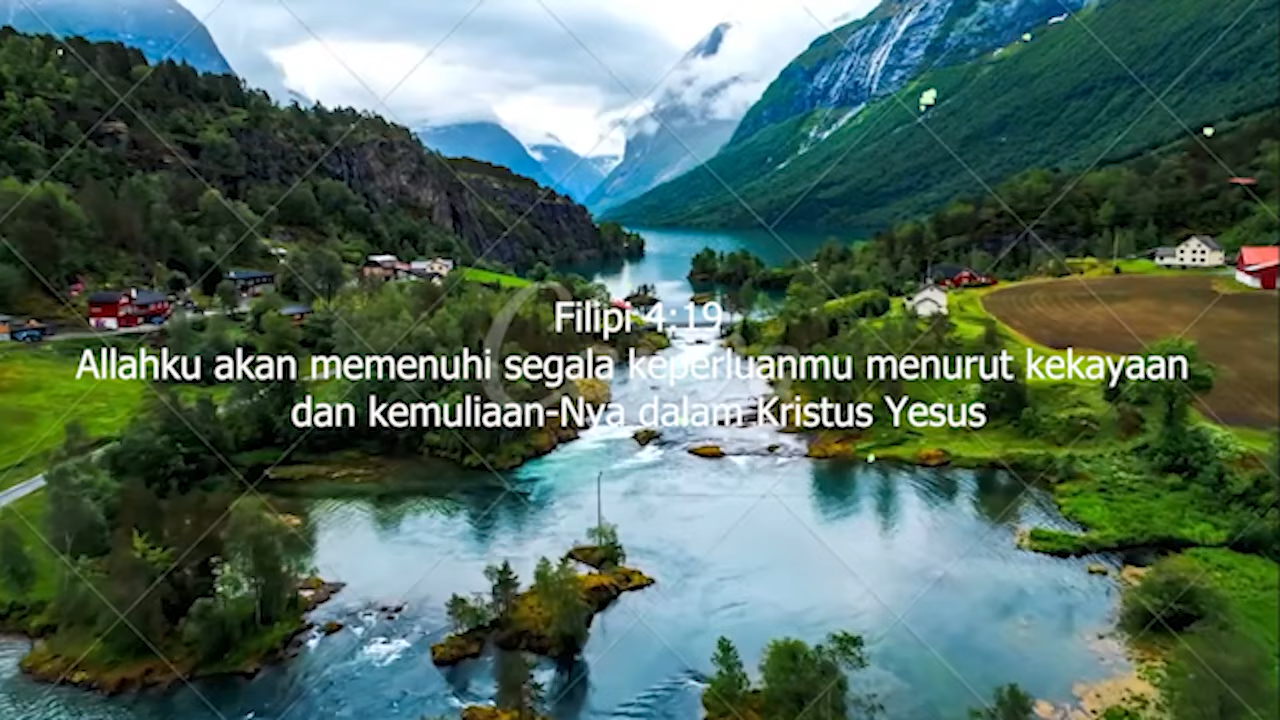 Filipi 4:19
Allahku akan memenuhi segala keperluanmu menurut kekayaan
dan kemuliaan-Nya dalam Kristus Yesus